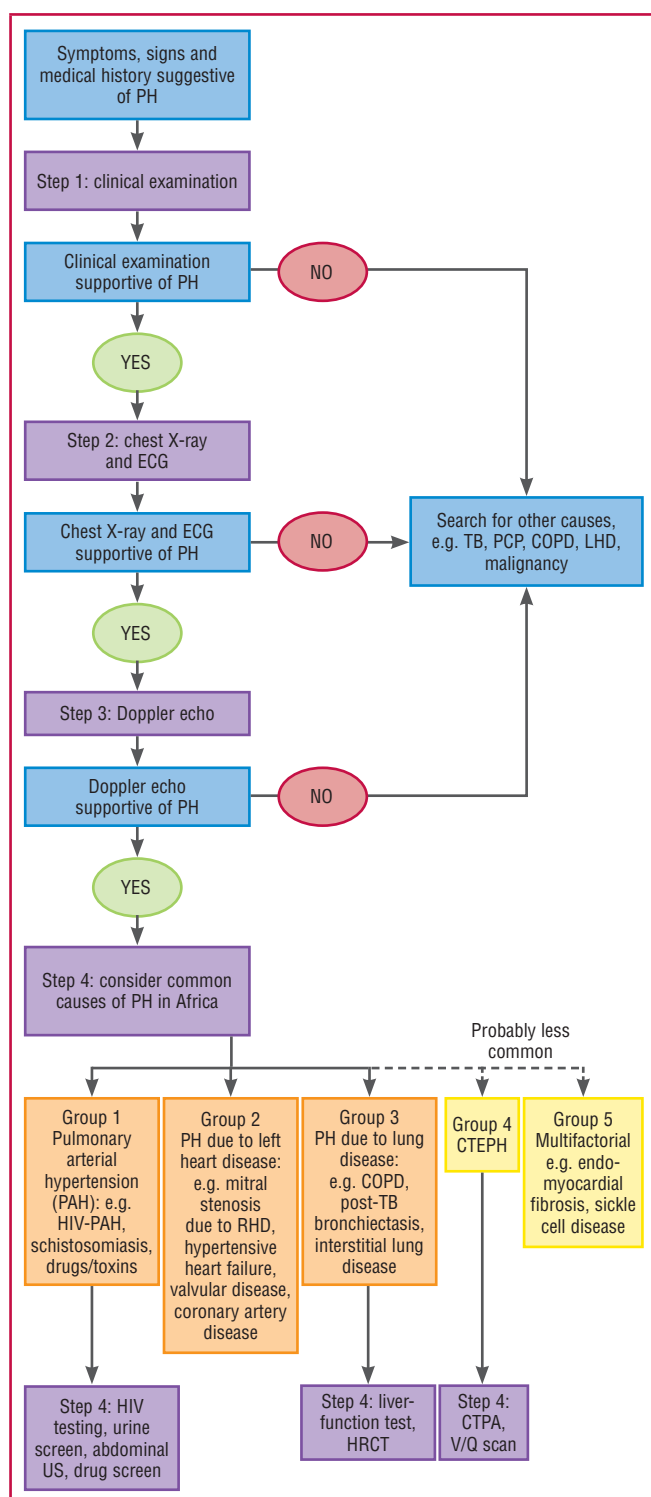 Symptoms, signs and
medical history suggestive
of PH
Step 1: clinical examination
Clinical examination
supportive of PH
NO
YES
Step 2: chest X-ray
and ECG
Chest X-ray and ECG
supportive of PH
NO
Search for other causes,
e.g. TB, PCP, COPD, LHD,
malignancy
YES
Step 3: Doppler echo
Doppler echo
supportive of PH
NO
YES
Step 4: consider common
causes of PH in Africa
Probably less
common
Group 1
Pulmonary
arterial
hypertension
(PAH): e.g.
HIV-PAH,
schistosomiasis,
drugs/toxins
Group 2
PH due to left
heart disease:
e.g. mitral
stenosis
due to RHD,
hypertensive
heart failure,
valvular disease,
coronary artery
disease
Group 3
PH due to lung
disease:
e.g. COPD,
post-TB
bronchiectasis,
interstitial lung
disease
Group 4
CTEPH
Group 5
Multifactorial
e.g. endo-
myocardial
fibrosis, sickle
cell disease
Step 4: HIV
testing, urine
screen, abdominal
US, drug screen
Step 4: liver-
function test,
HRCT
Step 4:
CTPA,
V/Q scan